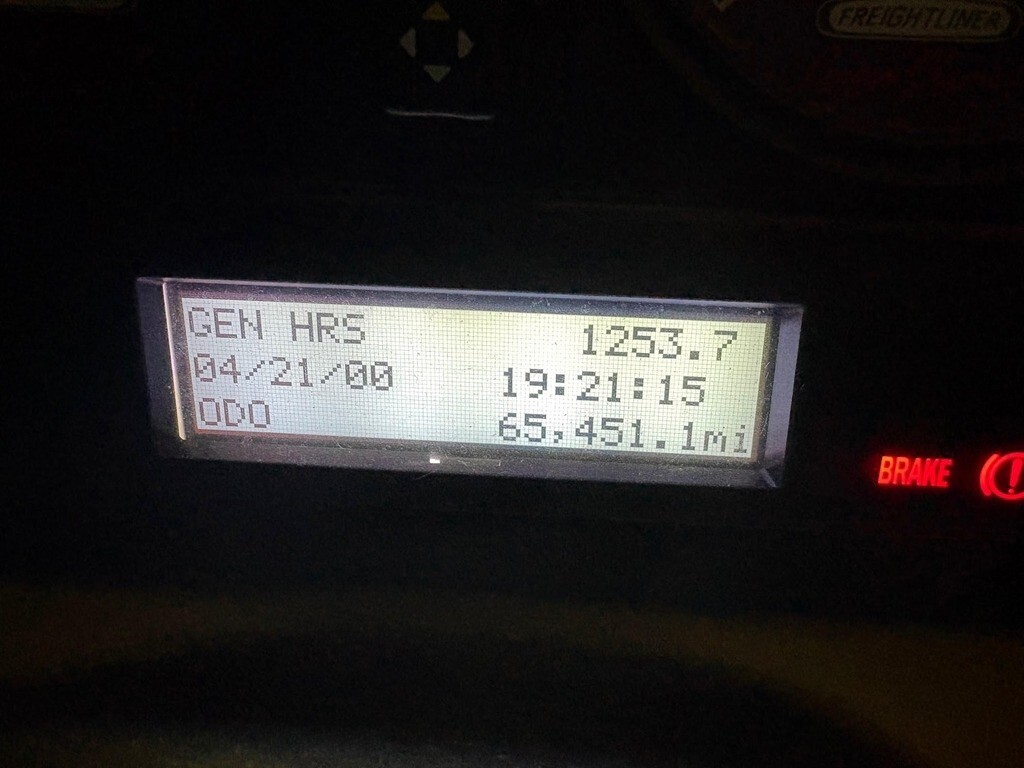 FREIGHTLINER
GEN HRS 1253.7
04/21/00 19:21:15
ODO 65,451.1mi
BRAKE (!)